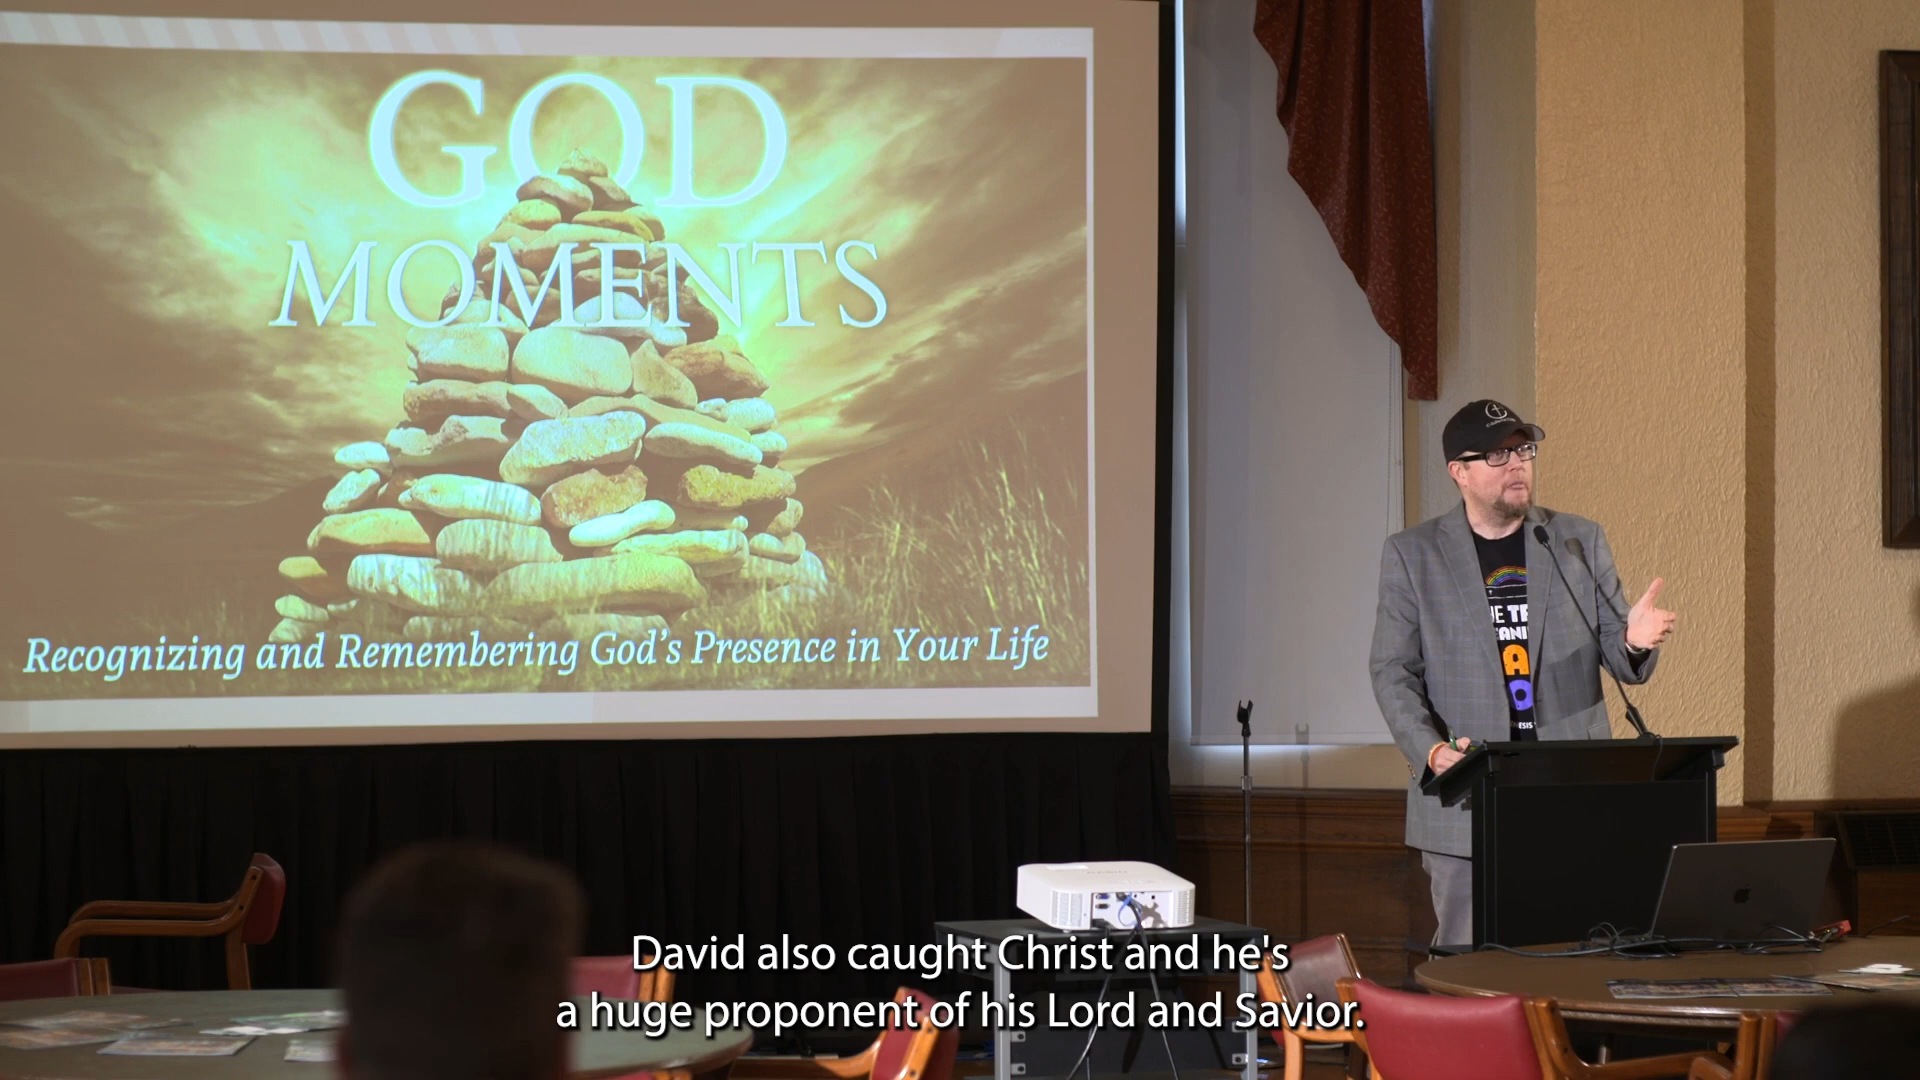 GOD
MOMENTS
Recognizing and Remembering God's Presence in Your Life
David also caught Christ and he's
a huge proponent of his Lord and Savior.